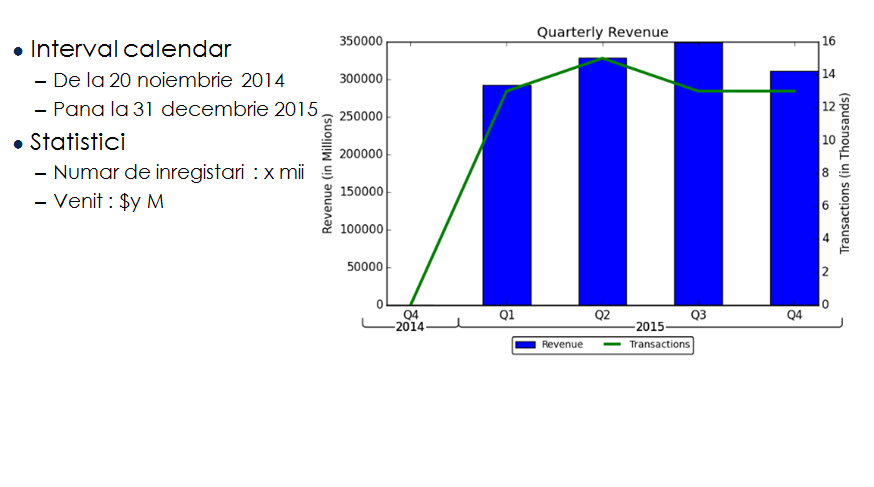 Interval calendar
– De la 20 noiembrie 2014
– Pana la 31 decembrie 2015
Statistici
– Numar de inregistari : x mii
– Venit : $y M
Quarterly Revenue
350000
300000
250000
200000
150000
100000
50000
0
Revenue (in Millions)
16
14
12
10
8
6
4
2
0
Transactions (in Thousands)
Q4 Q1 Q2 Q3 Q4
2014 2015
Revenue Transactions